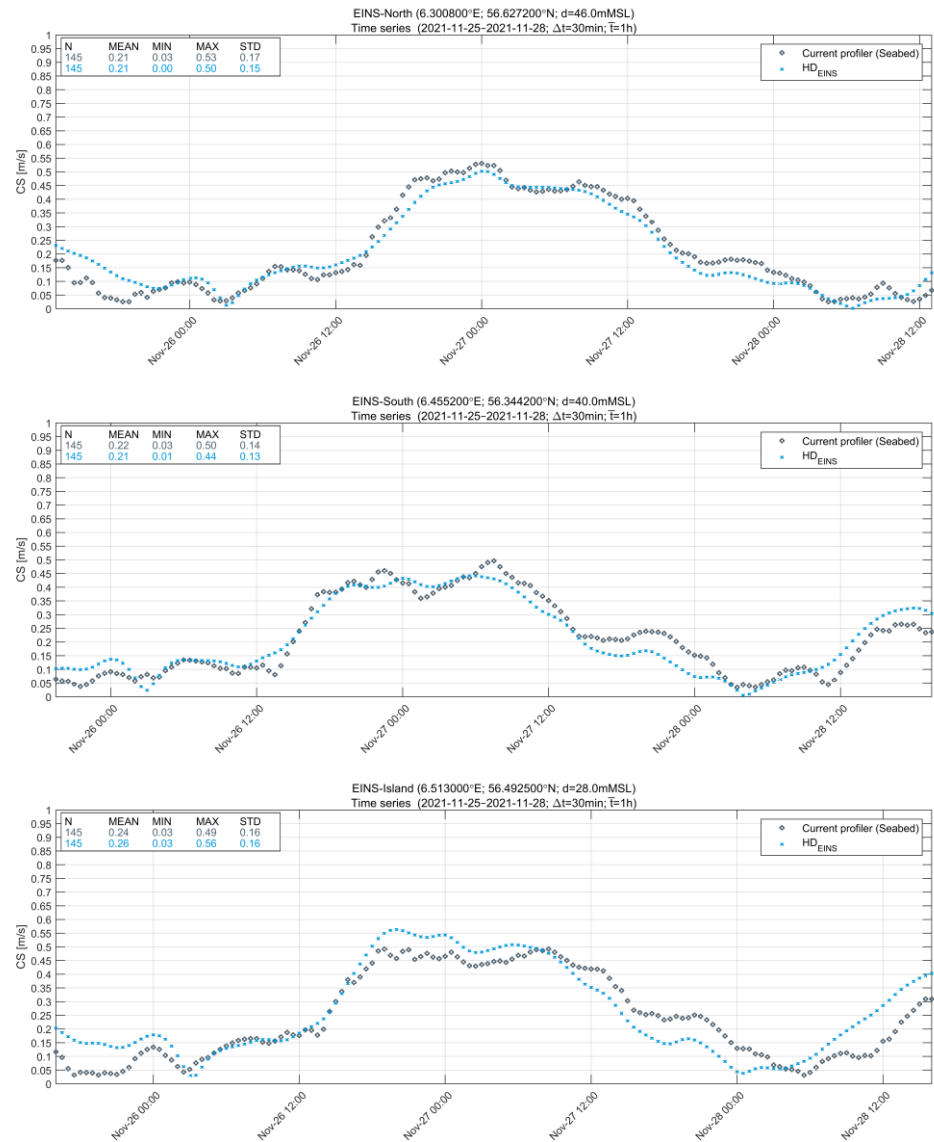 EINS-North (6.300800°E; 56.627200°N; d=46.0mMSL)
Time series (2021-11-25–2021-11-28; Δt=30min; t̅=1h)
N MEAN MIN MAX STD
145 0.21 0.03 0.53 0.17
145 0.21 0.00 0.50 0.15
Current profiler (Seabed)
HD_EINS
CS [m/s]
1
0.95
0.9
0.85
0.8
0.75
0.7
0.65
0.6
0.55
0.5
0.45
0.4
0.35
0.3
0.25
0.2
0.15
0.1
0.05
0
Nov-26 00:00
Nov-26 12:00
Nov-27 00:00
Nov-27 12:00
Nov-28 00:00
Nov-28 12:00
EINS-South (6.455200°E; 56.344200°N; d=40.0mMSL)
Time series (2021-11-25–2021-11-28; Δt=30min; t̅=1h)
N MEAN MIN MAX STD
145 0.22 0.03 0.50 0.14
145 0.21 0.01 0.44 0.13
Current profiler (Seabed)
HD_EINS
CS [m/s]
1
0.95
0.9
0.85
0.8
0.75
0.7
0.65
0.6
0.55
0.5
0.45
0.4
0.35
0.3
0.25
0.2
0.15
0.1
0.05
0
Nov-26 00:00
Nov-26 12:00
Nov-27 00:00
Nov-27 12:00
Nov-28 00:00
Nov-28 12:00
EINS-Island (6.513000°E; 56.492500°N; d=28.0mMSL)
Time series (2021-11-25–2021-11-28; Δt=30min; t̅=1h)
N MEAN MIN MAX STD
145 0.24 0.03 0.49 0.16
145 0.26 0.03 0.56 0.16
Current profiler (Seabed)
HD_EINS
CS [m/s]
1
0.95
0.9
0.85
0.8
0.75
0.7
0.65
0.6
0.55
0.5
0.45
0.4
0.35
0.3
0.25
0.2
0.15
0.1
0.05
0
Nov-26 00:00
Nov-26 12:00
Nov-27 00:00
Nov-27 12:00
Nov-28 00:00
Nov-28 12:00